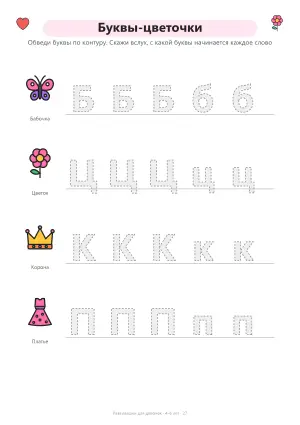 Буквы-цветочки
Обведи буквы по контуру. Скажи вслух, с какой буквы начинается каждое слово
Б Б Б б б
Бабочка
Ц Ц Ц ц ц
Цветок
К К К к к
Корона
П П П п п
Платье